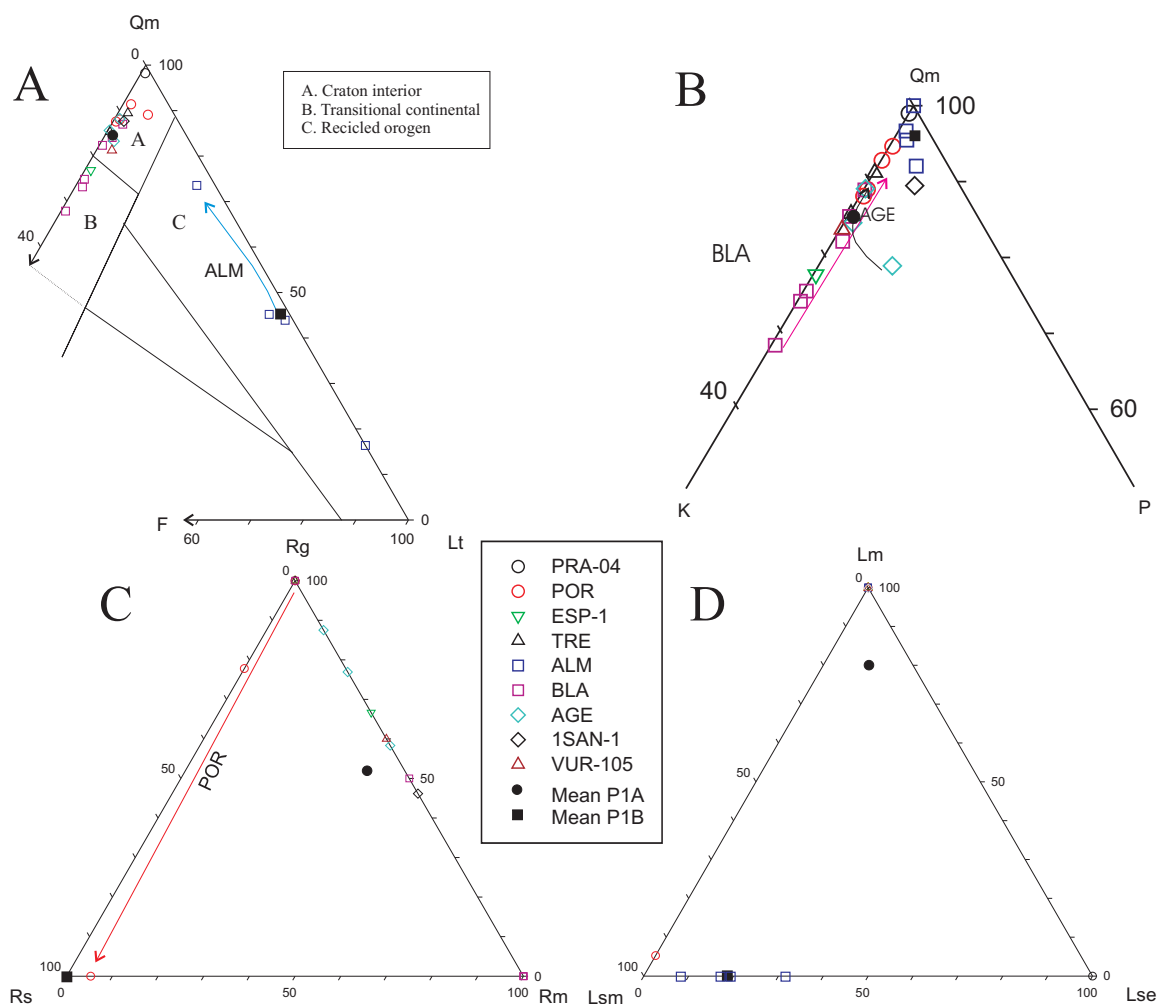 A
Qm
0
100
A. Craton interior
B. Transitional continental
C. Recicled orogen
A
B
C
40
ALM
50
F
60
100
0
Lt
B
Qm
100
AGE
BLA
40
60
K
P
C
Rg
0
100
50
POR
50
100
0
Rs
0
50
100
Rm
PRA-04
POR
ESP-1
TRE
ALM
BLA
AGE
1SAN-1
VUR-105
Mean P1A
Mean P1B
D
Lm
0
100
50
50
100
0
Lsm
0
50
100
Lse